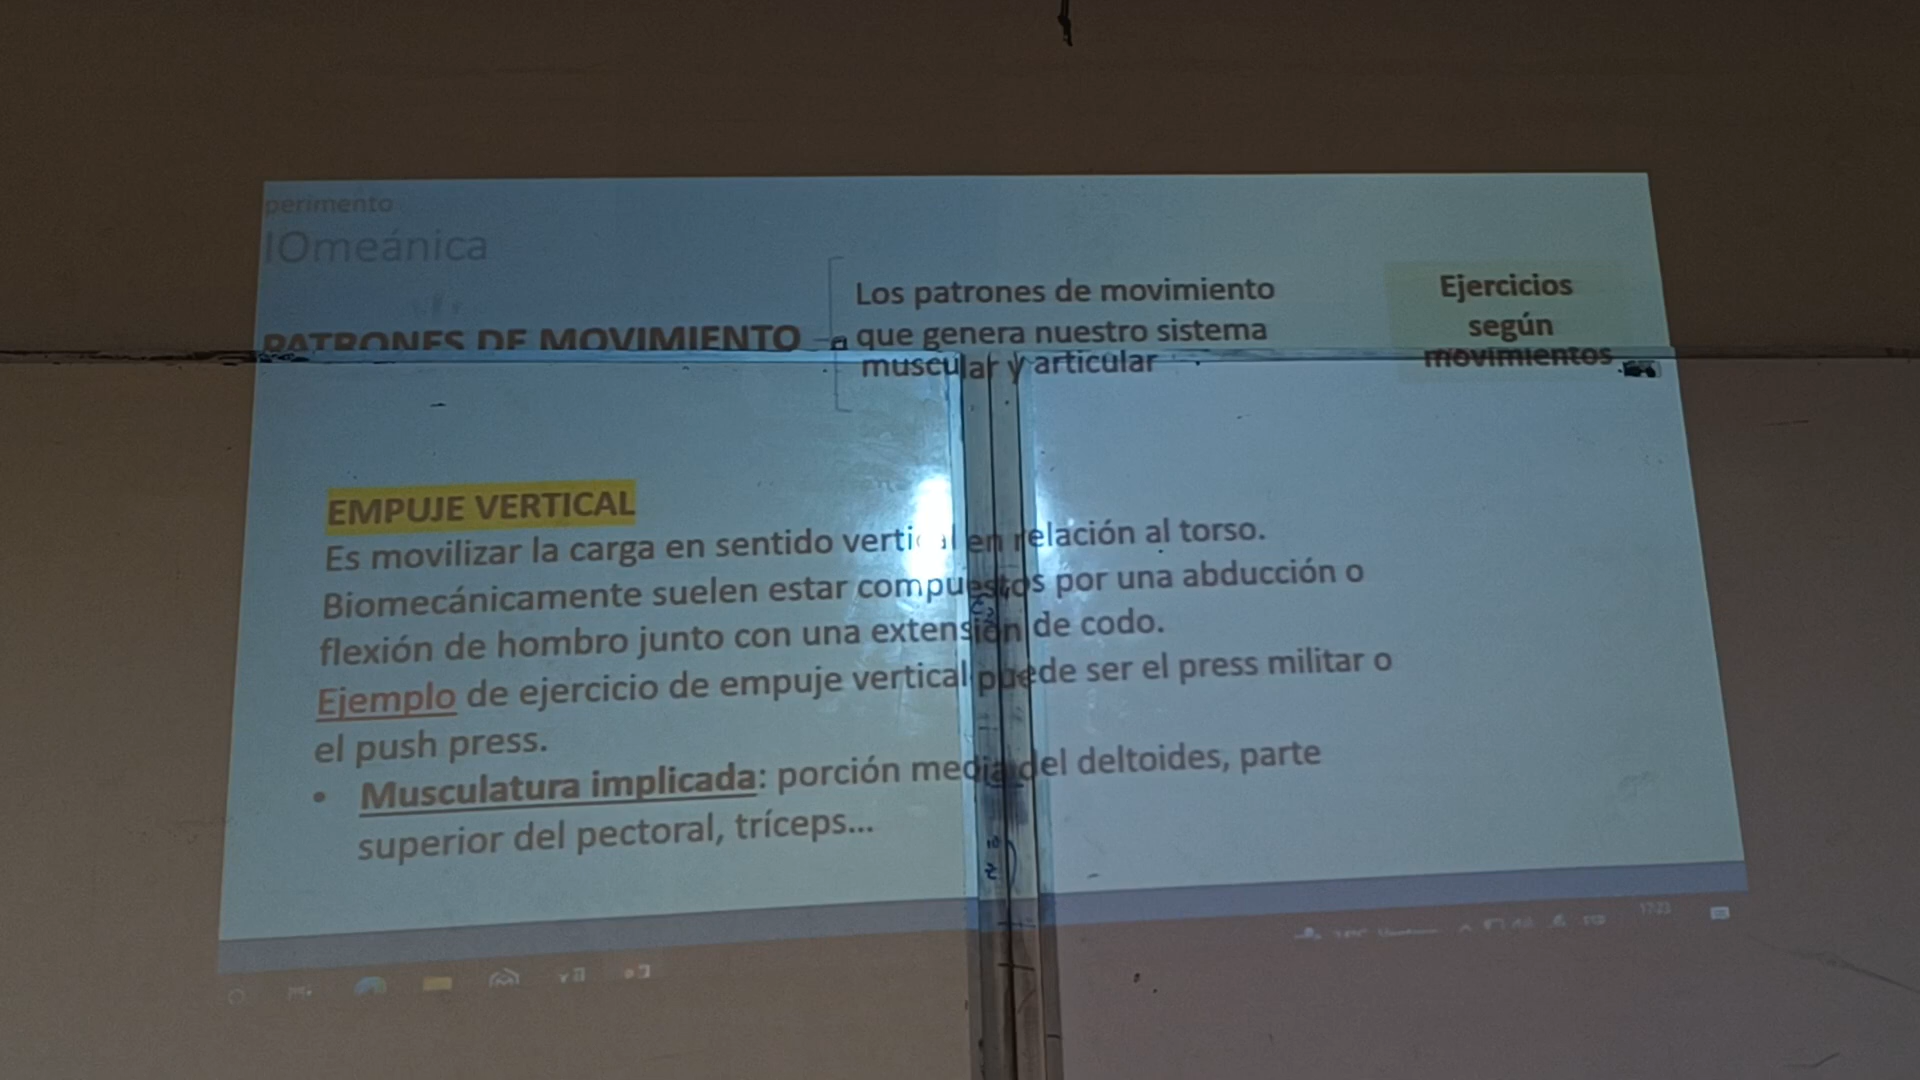 perimento
IOmeánica
PATRONES DE MOVIMIENTO
Los patrones de movimiento
que genera nuestro sistema
muscular y articular
Ejercicios
según
movimientos
EMPUJE VERTICAL
Es movilizar la carga en sentido vertical en relación al torso.
Biomecánicamente suelen estar compuestos por una abducción o
flexión de hombro junto con una extensión de codo.
Ejemplo de ejercicio de empuje vertical puede ser el press militar o
el push press.
• Musculatura implicada: porción media del deltoides, parte
superior del pectoral, tríceps...
17:23